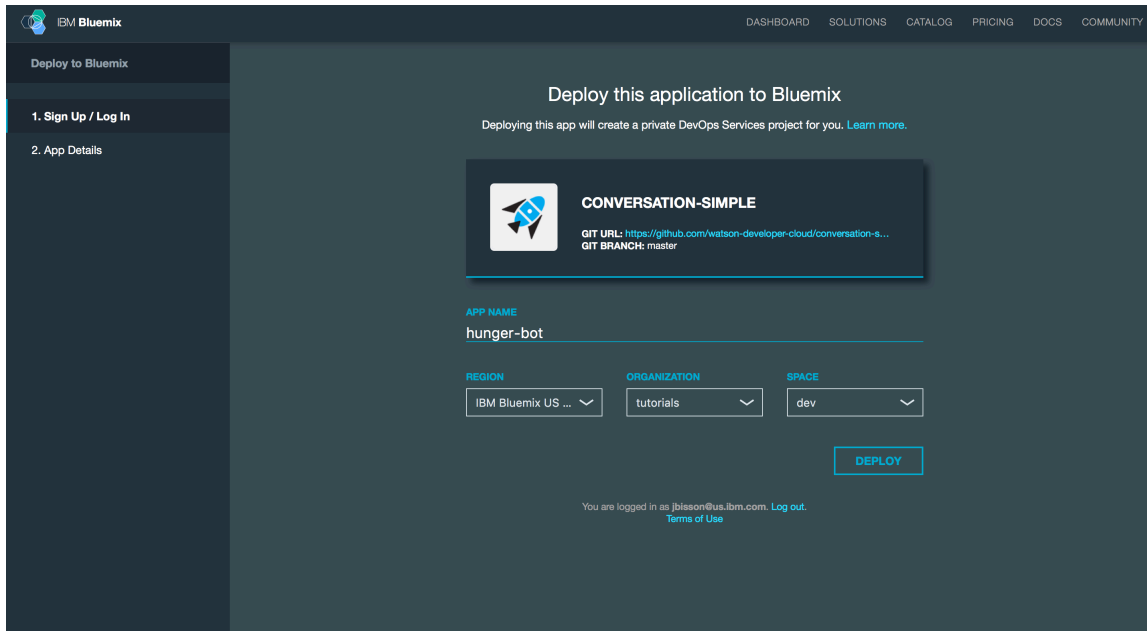 IBM Bluemix
DASHBOARD SOLUTIONS CATALOG PRICING DOCS COMMUNITY
Deploy to Bluemix
1. Sign Up / Log In
2. App Details
Deploy this application to Bluemix
Deploying this app will create a private DevOps Services project for you. Learn more.
CONVERSATION-SIMPLE
GIT URL: https://github.com/watson-developer-cloud/conversation-s...
GIT BRANCH: master
APP NAME
hunger-bot
REGION ORGANIZATION SPACE
IBM Bluemix US ... tutorials dev
DEPLOY
You are logged in as jbisson@us.ibm.com. Log out.
Terms of Use